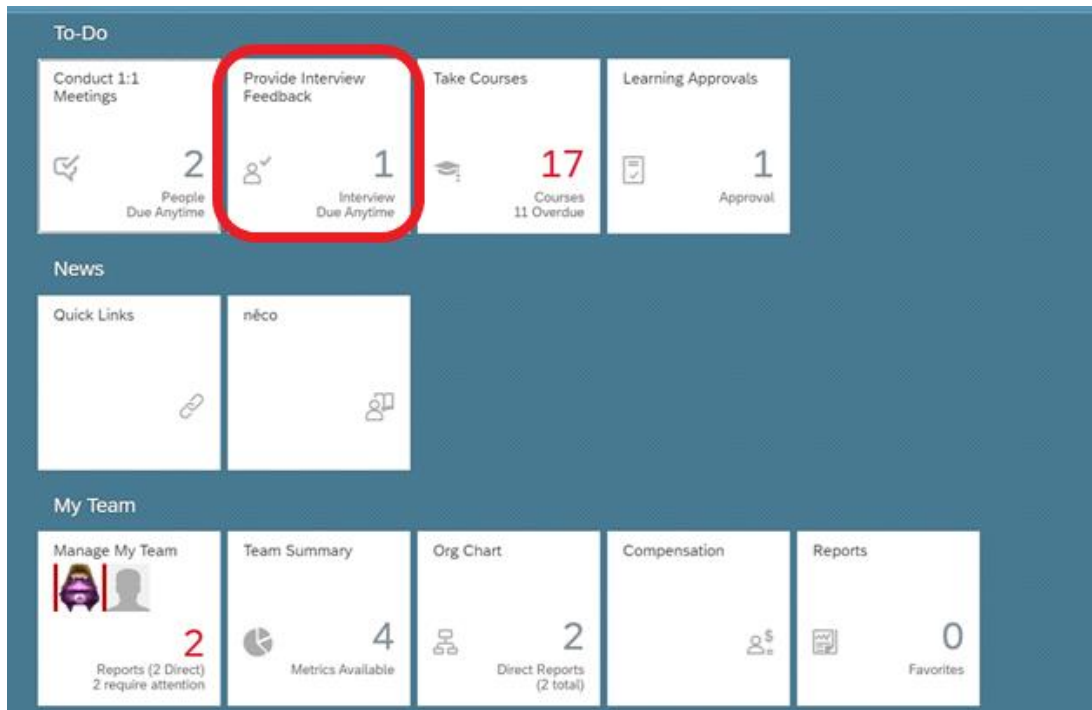 To-Do
Conduct 1:1
Meetings
2
People
Due Anytime
Provide Interview
Feedback
1
Interview
Due Anytime
Take Courses
17
Courses
11 Overdue
Learning Approvals
1
Approval
News
Quick Links
něco
My Team
Manage My Team
2
Reports (2 Direct)
2 require attention
Team Summary
4
Metrics Available
Org Chart
2
Direct Reports
(2 total)
Compensation
Reports
0
Favorites